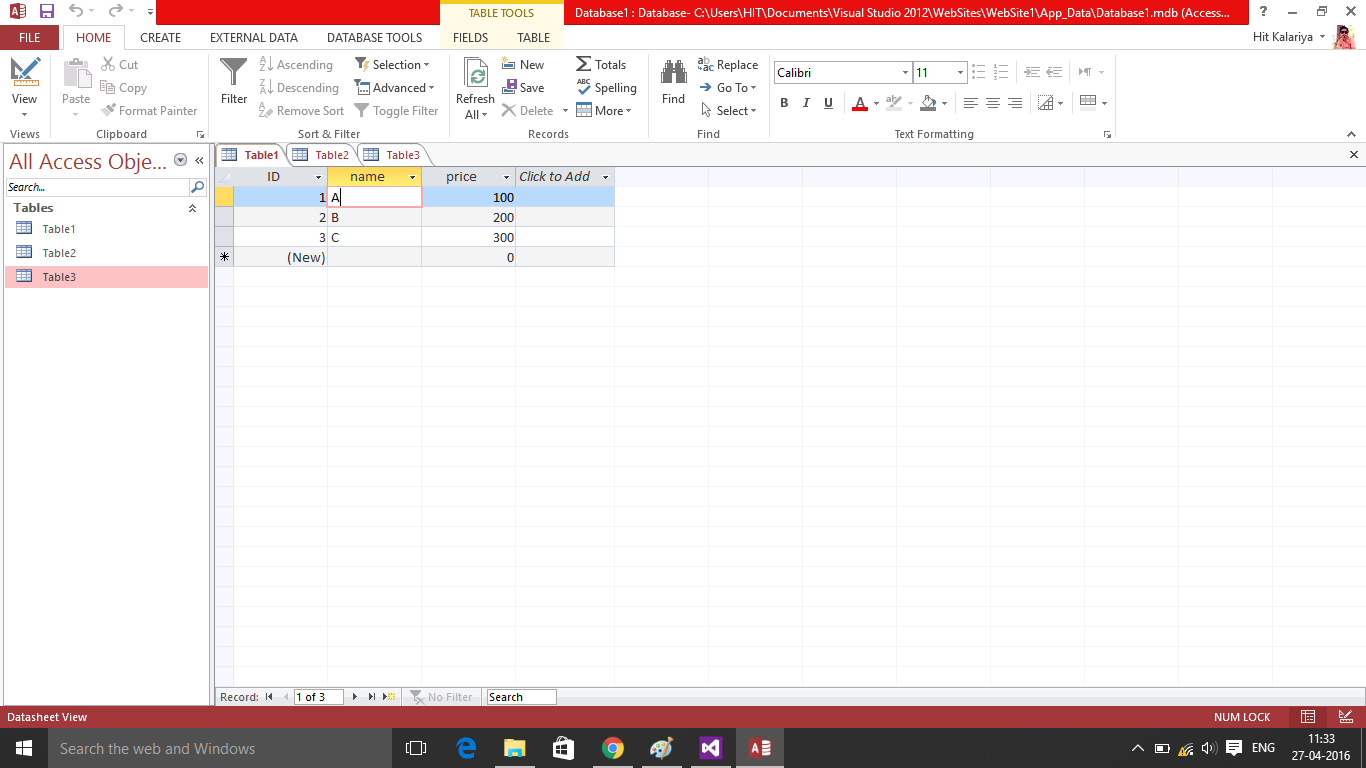 TABLE TOOLS
Database1 : Database- C:\Users\HIT\Documents\Visual Studio 2012\WebSites\WebSite1\App_Data\Database1.mdb (Access...
FILE HOME CREATE EXTERNAL DATA DATABASE TOOLS FIELDS TABLE Hit Kalariya
View
Views
Paste
Cut
Copy
Format Painter
Clipboard
Filter
Ascending
Descending
Remove Sort
Selection
Advanced
Toggle Filter
Sort & Filter
Refresh
All
New
Save
Delete
Totals
Spelling
More
Records
Find
Replace
Go To
Select
Find
Calibri 11
B I U A
Text Formatting
All Access Obje...
Search...
Tables
Table1
Table2
Table3
Table1 Table2 Table3
ID name price Click to Add
1 A 100
2 B 200
3 C 300
(New) 0
Record: 1 of 3 No Filter Search
Datasheet View NUM LOCK
Search the web and Windows
ENG
11:33
27-04-2016